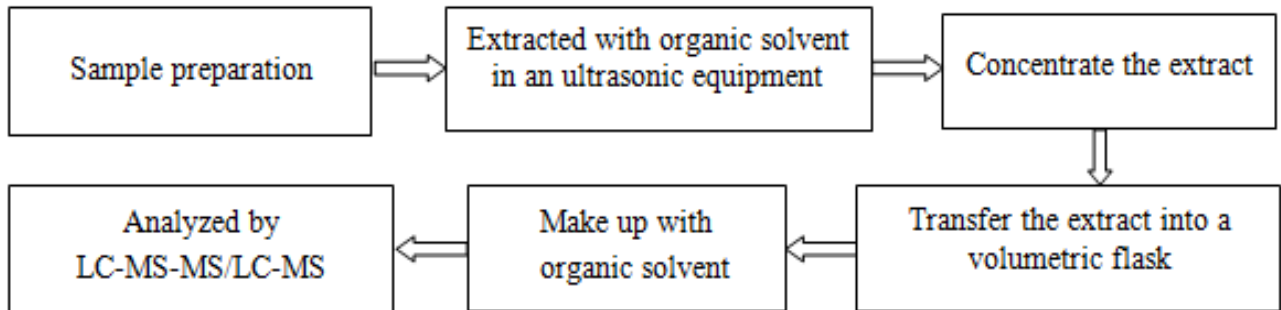 Sample preparation
Extracted with organic solvent
in an ultrasonic equipment
Concentrate the extract
Transfer the extract into a
volumetric flask
Make up with
organic solvent
Analyzed by
LC-MS-MS/LC-MS